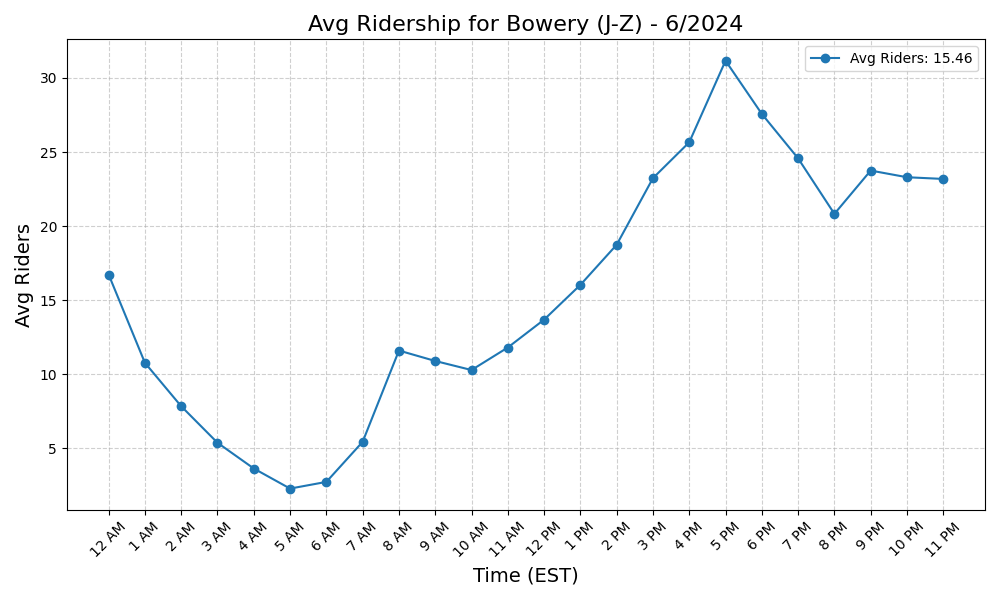 Avg Ridership for Bowery (J-Z) - 6/2024
Avg Riders: 15.46
Avg Riders
30
25
20
15
10
5
12 AM
1 AM
2 AM
3 AM
4 AM
5 AM
6 AM
7 AM
8 AM
9 AM
10 AM
11 AM
12 PM
1 PM
2 PM
3 PM
4 PM
5 PM
6 PM
7 PM
8 PM
9 PM
10 PM
11 PM
Time (EST)